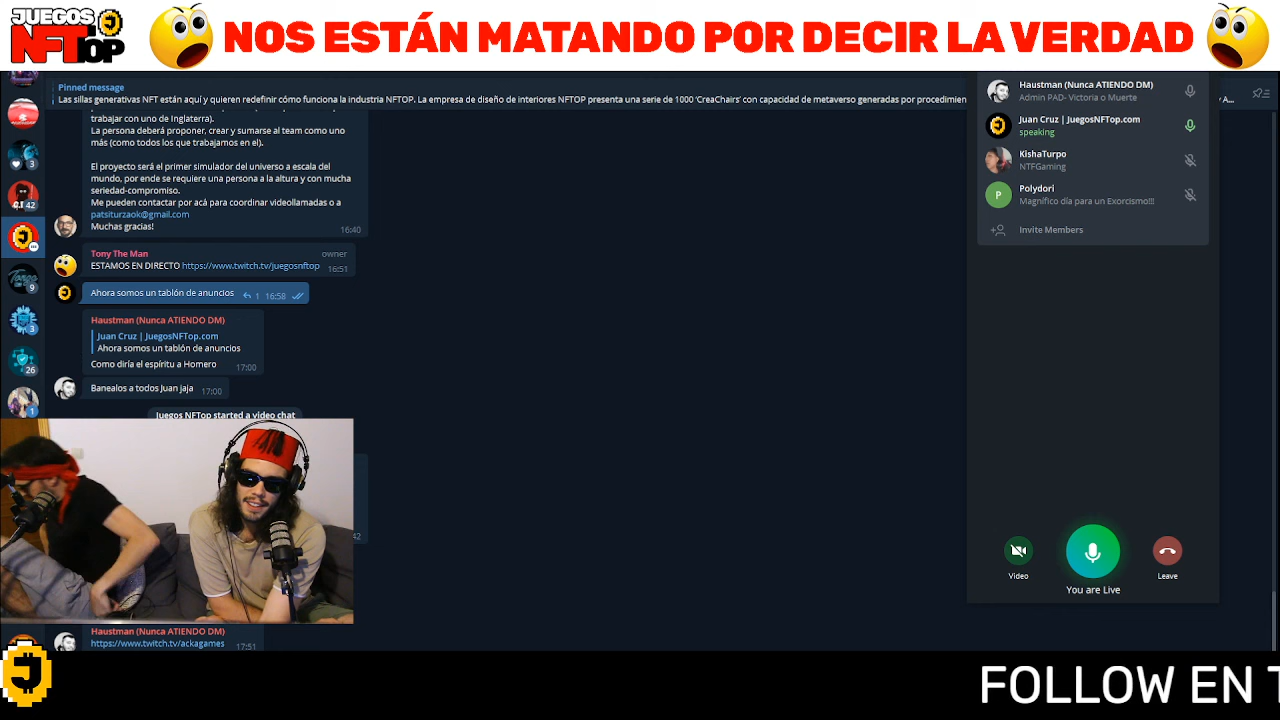 JUEGOS
NFTTOP
NOS ESTÁN MATANDO POR DECIR LA VERDAD
Pinned message
Las sillas generativas NFT están aquí y quieren redefinir cómo funciona la industria NFTOP. La empresa de diseño de interiores NFTOP presenta una serie de 1000 'CreaChairs' con capacidad de metaverso generadas por procedimien
y A...
trabajar con uno de Inglaterra).
La persona deberá proponer, crear y sumarse al team como uno
más (como todos los que trabajamos en el).
El proyecto será el primer simulador del universo a escala del
mundo, por ende se requiere una persona a la altura y con mucha
seriedad-compromiso.
Me pueden contactar por acá para coordinar videollamadas o a
patsiturzaok@gmail.com
Muchas gracias!
16:40
Tony The Man owner
ESTAMOS EN DIRECTO https://www.twitch.tv/juegosnftop 16:51
Ahora somos un tablón de anuncios 1 16:58
Haustman (Nunca ATIENDO DM)
Juan Cruz | JuegosNFTop.com
Ahora somos un tablón de anuncios
Como diría el espíritu a Homero 17:00
Banealos a todos Juan jaja 17:00
Juegos NFTop started a video chat
42
Haustman (Nunca ATIENDO DM)
https://www.twitch.tv/ackagames 17:51
3
42
9
3
26
1
Haustman (Nunca ATIENDO DM)
Admin PAD- Victoria o Muerte
Juan Cruz | JuegosNFTop.com
speaking
KishaTurpo
NTFGaming
P
Polydori
Magnífico día para un Exorcismo!!!
Invite Members
Video
Leave
You are Live
FOLLOW EN